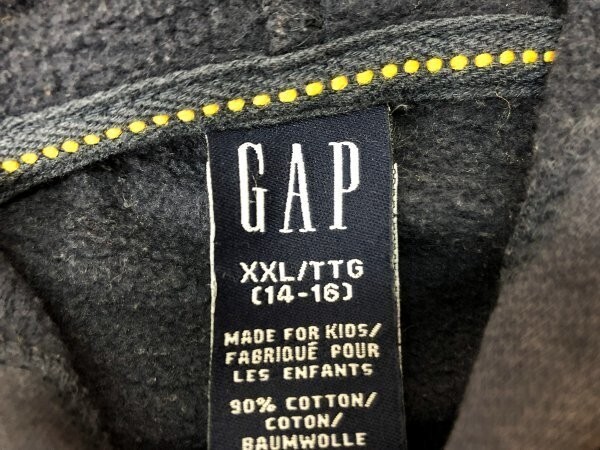 GAP
XXL/TTG
(14-16)
MADE FOR KIDS/
FABRIQUÉ POUR
LES ENFANTS
90% COTTON/
COTON/
BAUMWOLLE